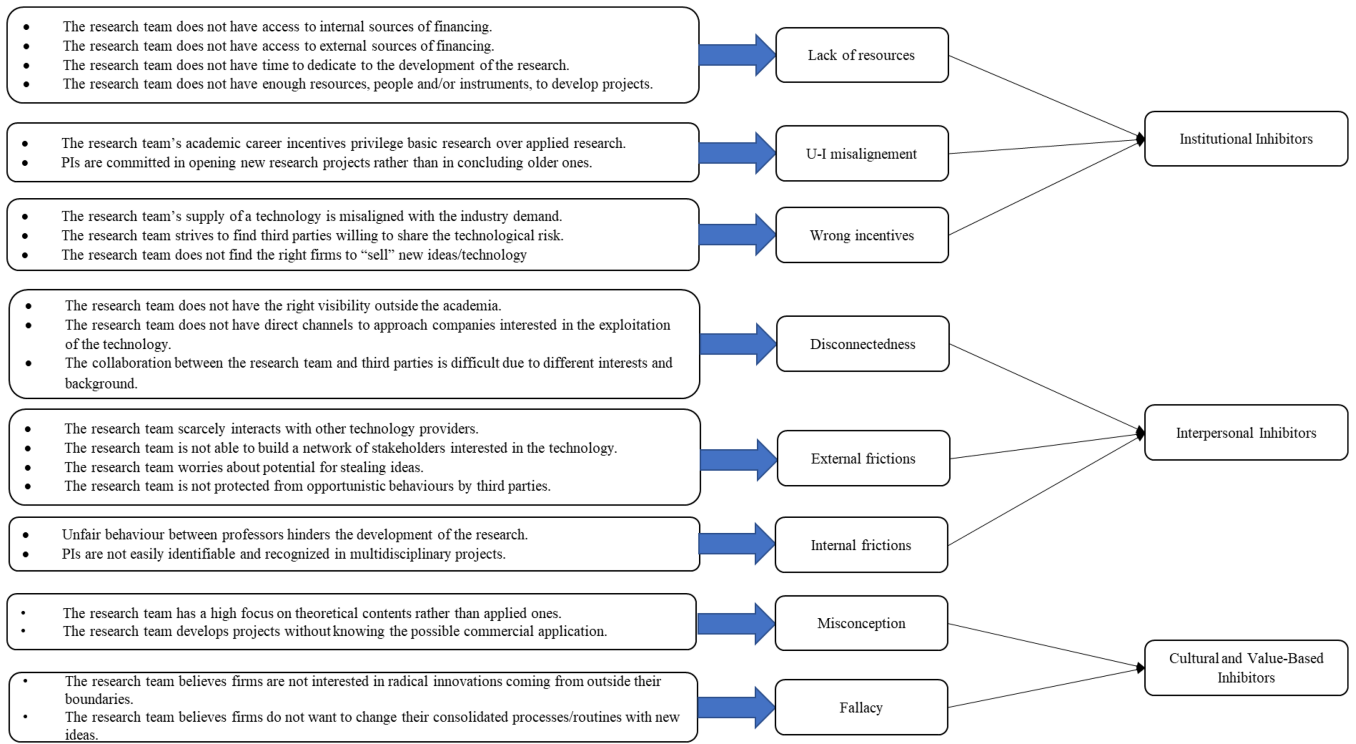 • The research team does not have access to internal sources of financing.
• The research team does not have access to external sources of financing.
• The research team does not have time to dedicate to the development of the research.
• The research team does not have enough resources, people and/or instruments, to develop projects.
Lack of resources
• The research team's academic career incentives privilege basic research over applied research.
• PIs are committed in opening new research projects rather than in concluding older ones.
U-I misalignement
Institutional Inhibitors
• The research team's supply of a technology is misaligned with the industry demand.
• The research team strives to find third parties willing to share the technological risk.
• The research team does not find the right firms to “sell” new ideas/technology
Wrong incentives
• The research team does not have the right visibility outside the academia.
• The research team does not have direct channels to approach companies interested in the exploitation
of the technology.
• The collaboration between the research team and third parties is difficult due to different interests and
background.
Disconnectedness
• The research team scarcely interacts with other technology providers.
• The research team is not able to build a network of stakeholders interested in the technology.
• The research team worries about potential for stealing ideas.
• The research team is not protected from opportunistic behaviours by third parties.
External frictions
Interpersonal Inhibitors
• Unfair behaviour between professors hinders the development of the research.
• PIs are not easily identifiable and recognized in multidisciplinary projects.
Internal frictions
• The research team has a high focus on theoretical contents rather than applied ones.
• The research team develops projects without knowing the possible commercial application.
Misconception
Cultural and Value-Based
Inhibitors
• The research team believes firms are not interested in radical innovations coming from outside their
boundaries.
• The research team believes firms do not want to change their consolidated processes/routines with new
ideas.
Fallacy